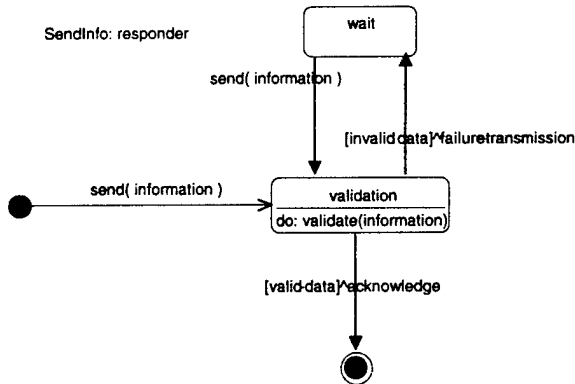 wait
SendInfo: responder
send( information )
[invalid data]^failuretransmission
send( information )
validation
do: validate(information)
[valid-data]^acknowledge